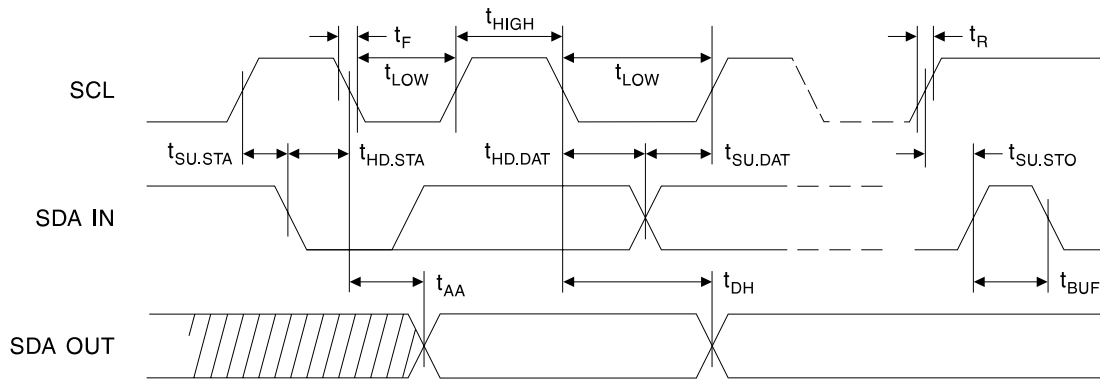 tF
tHIGH
tR
SCL
tLOW
tLOW
tSU.STA
tHD.STA
tHD.DAT
tSU.DAT
tSU.STO
SDA IN
tAA
tDH
tBUF
SDA OUT